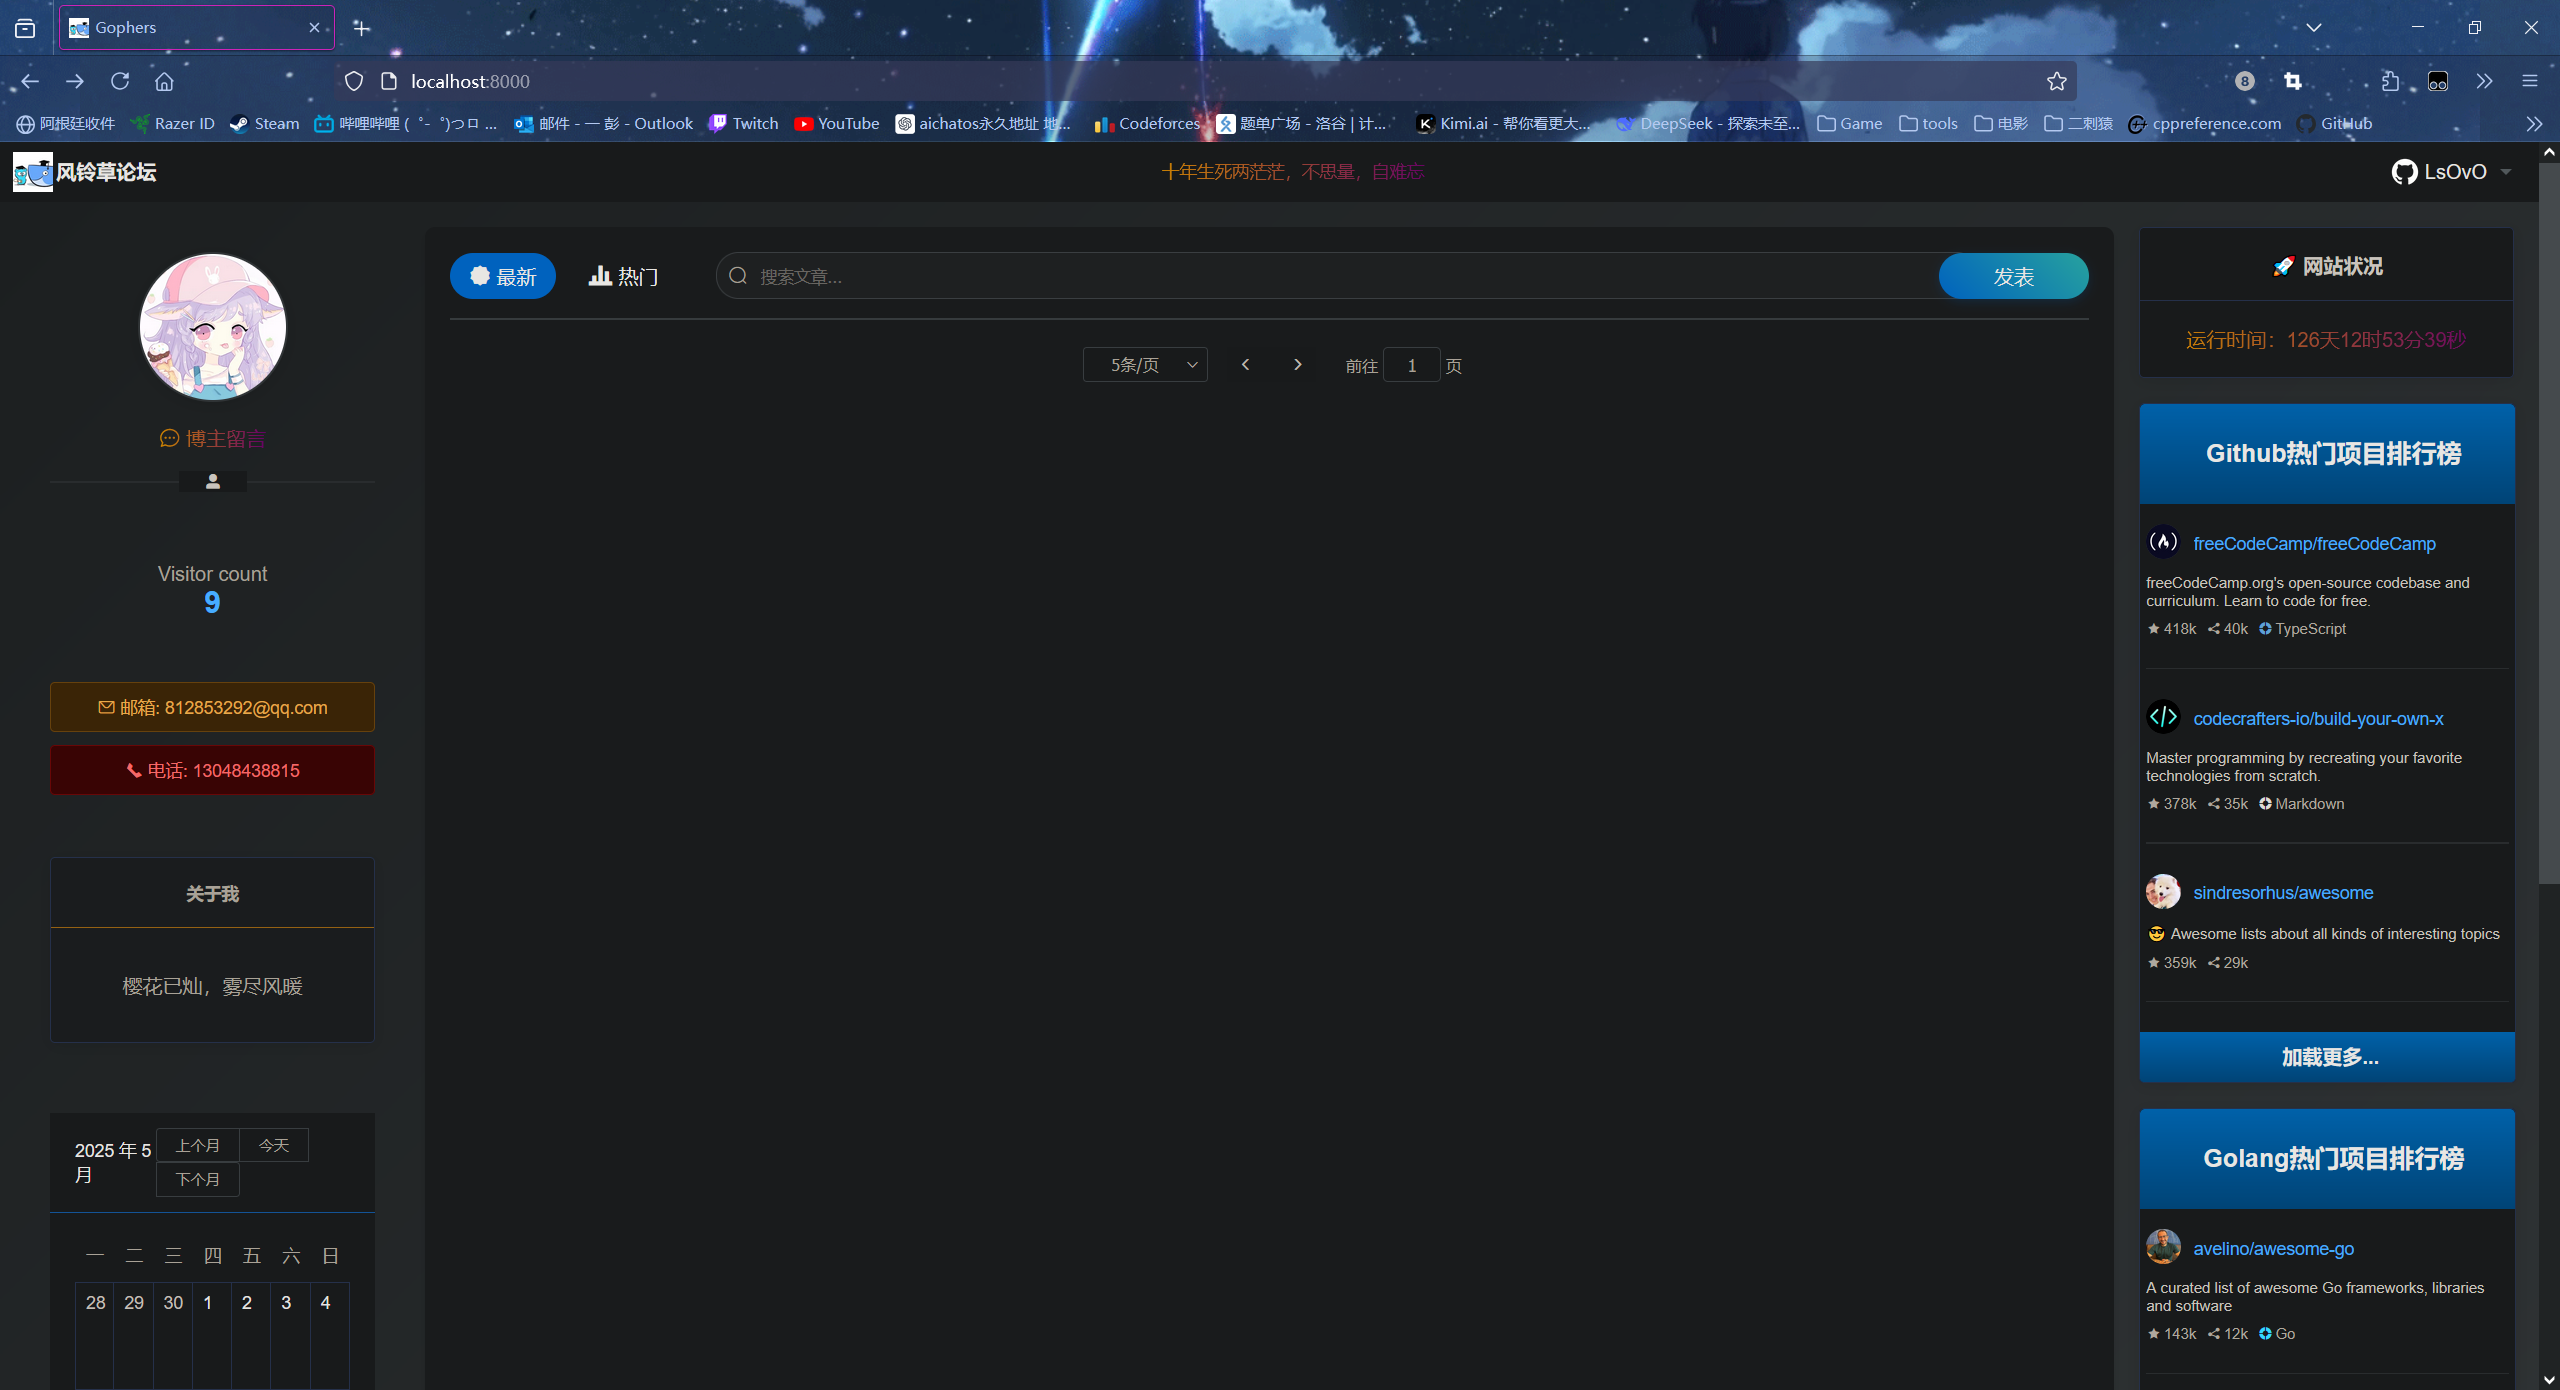 Gophers
localhost:8000
阿根廷收件 Razer ID Steam 哔哩哔哩 ( ゜- ゜)つロ ... 邮件 - 一 彭 - Outlook Twitch YouTube aichatos永久地址 地... Codeforces 题单广场 - 洛谷 | 计... Kimi.ai - 帮你看更大... DeepSeek - 探索未至... Game tools 电影 二刺猿 cppreference.com GitHub
8
风铃草论坛
十年生死两茫茫，不思量，自难忘
LsOvO
博主留言
Visitor count
9
邮箱: 812853292@qq.com
电话: 13048438815
关于我
樱花已灿，雾尽风暖
2025 年 5 月
上个月 今天
下个月
一 二 三 四 五 六 日
28 29 30 1 2 3 4
最新 热门 搜索文章... 发表
5条/页 前往 1 页
🚀 网站状况
运行时间：126天12时53分39秒
Github热门项目排行榜
freeCodeCamp/freeCodeCamp
freeCodeCamp.org's open-source codebase and
curriculum. Learn to code for free.
418k 40k TypeScript
codecrafters-io/build-your-own-x
Master programming by recreating your favorite
technologies from scratch.
378k 35k Markdown
sindresorhus/awesome
😎 Awesome lists about all kinds of interesting topics
359k 29k
加载更多...
Golang热门项目排行榜
avelino/awesome-go
A curated list of awesome Go frameworks, libraries
and software
143k 12k Go